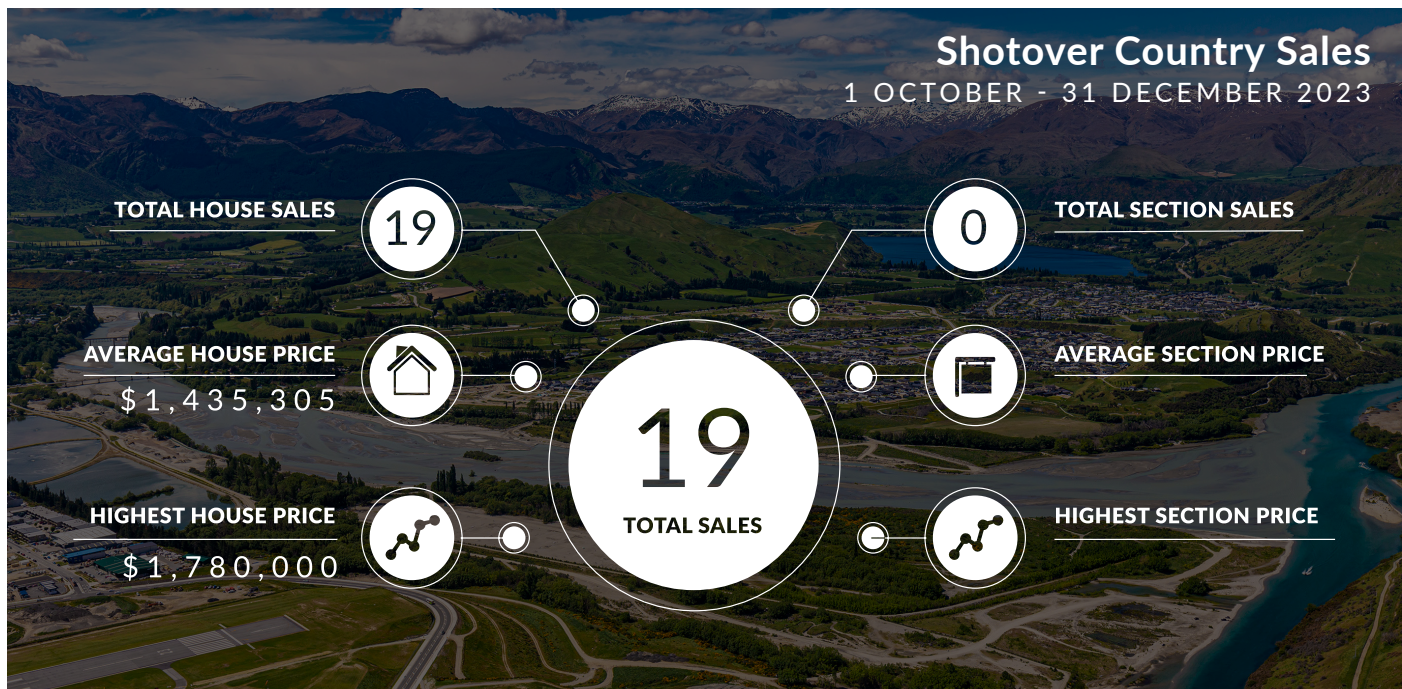 Shotover Country Sales
1 OCTOBER - 31 DECEMBER 2023
TOTAL HOUSE SALES
19
AVERAGE HOUSE PRICE
$1,435,305
HIGHEST HOUSE PRICE
$1,780,000
19
TOTAL SALES
0
TOTAL SECTION SALES
AVERAGE SECTION PRICE
HIGHEST SECTION PRICE